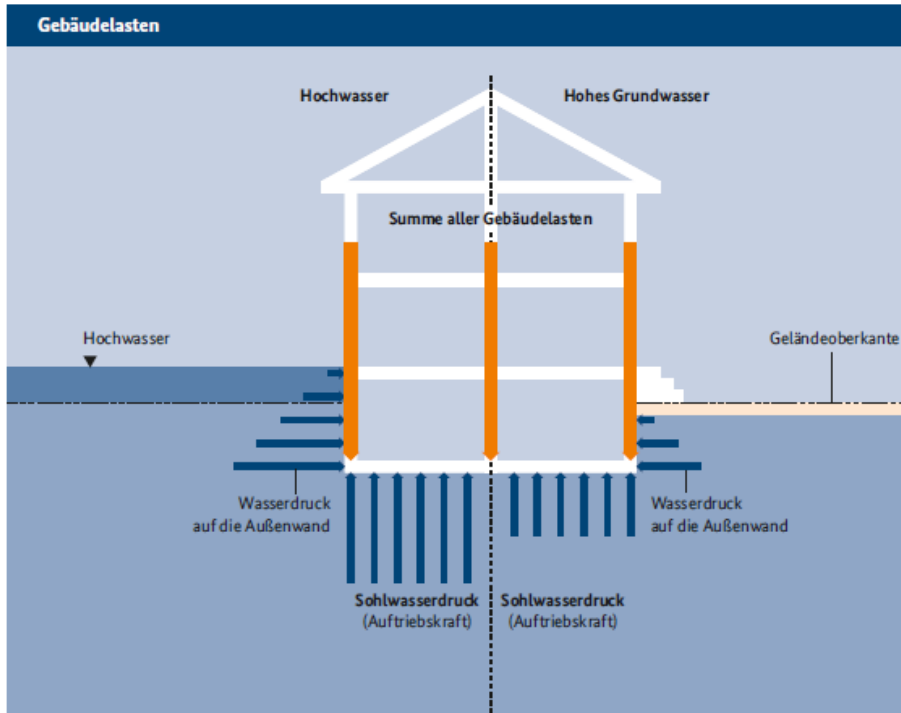 Gebäudelasten
Hochwasser
Hohes Grundwasser
Summe aller Gebäudelasten
Hochwasser
Geländeoberkante
Wasserdruck
auf die Außenwand
Wasserdruck
auf die Außenwand
Sohlwasserdruck
(Auftriebskraft)
Sohlwasserdruck
(Auftriebskraft)